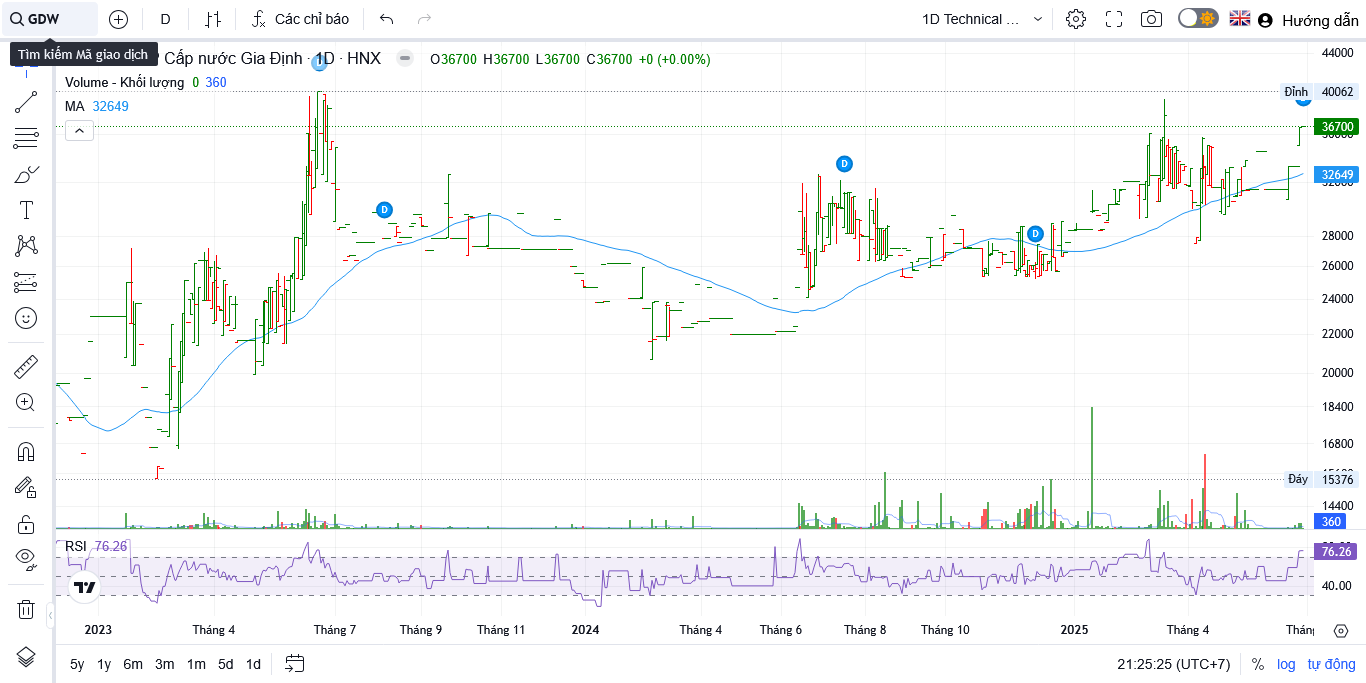 GDW
D
Các chỉ báo
1D Technical ...
Hướng dẫn
Tìm kiếm Mã giao dịch
Cấp nước Gia Định · 1D · HNX
O36700 H36700 L36700 C36700 +0 (+0.00%)
Volume - Khối lượng 0 360
MA 32649
D
D
D
44000
Đỉnh 40062
36700
36000
32649
32000
28000
26000
24000
22000
20000
18400
16800
Đáy 15376
14400
360
RSI 76.26
76.26
40.00
2023
Tháng 4
Tháng 7
Tháng 9
Tháng 11
2024
Tháng 4
Tháng 6
Tháng 8
Tháng 10
2025
Tháng 4
5y 1y 6m 3m 1m 5d 1d
21:25:25 (UTC+7)
% log tự động